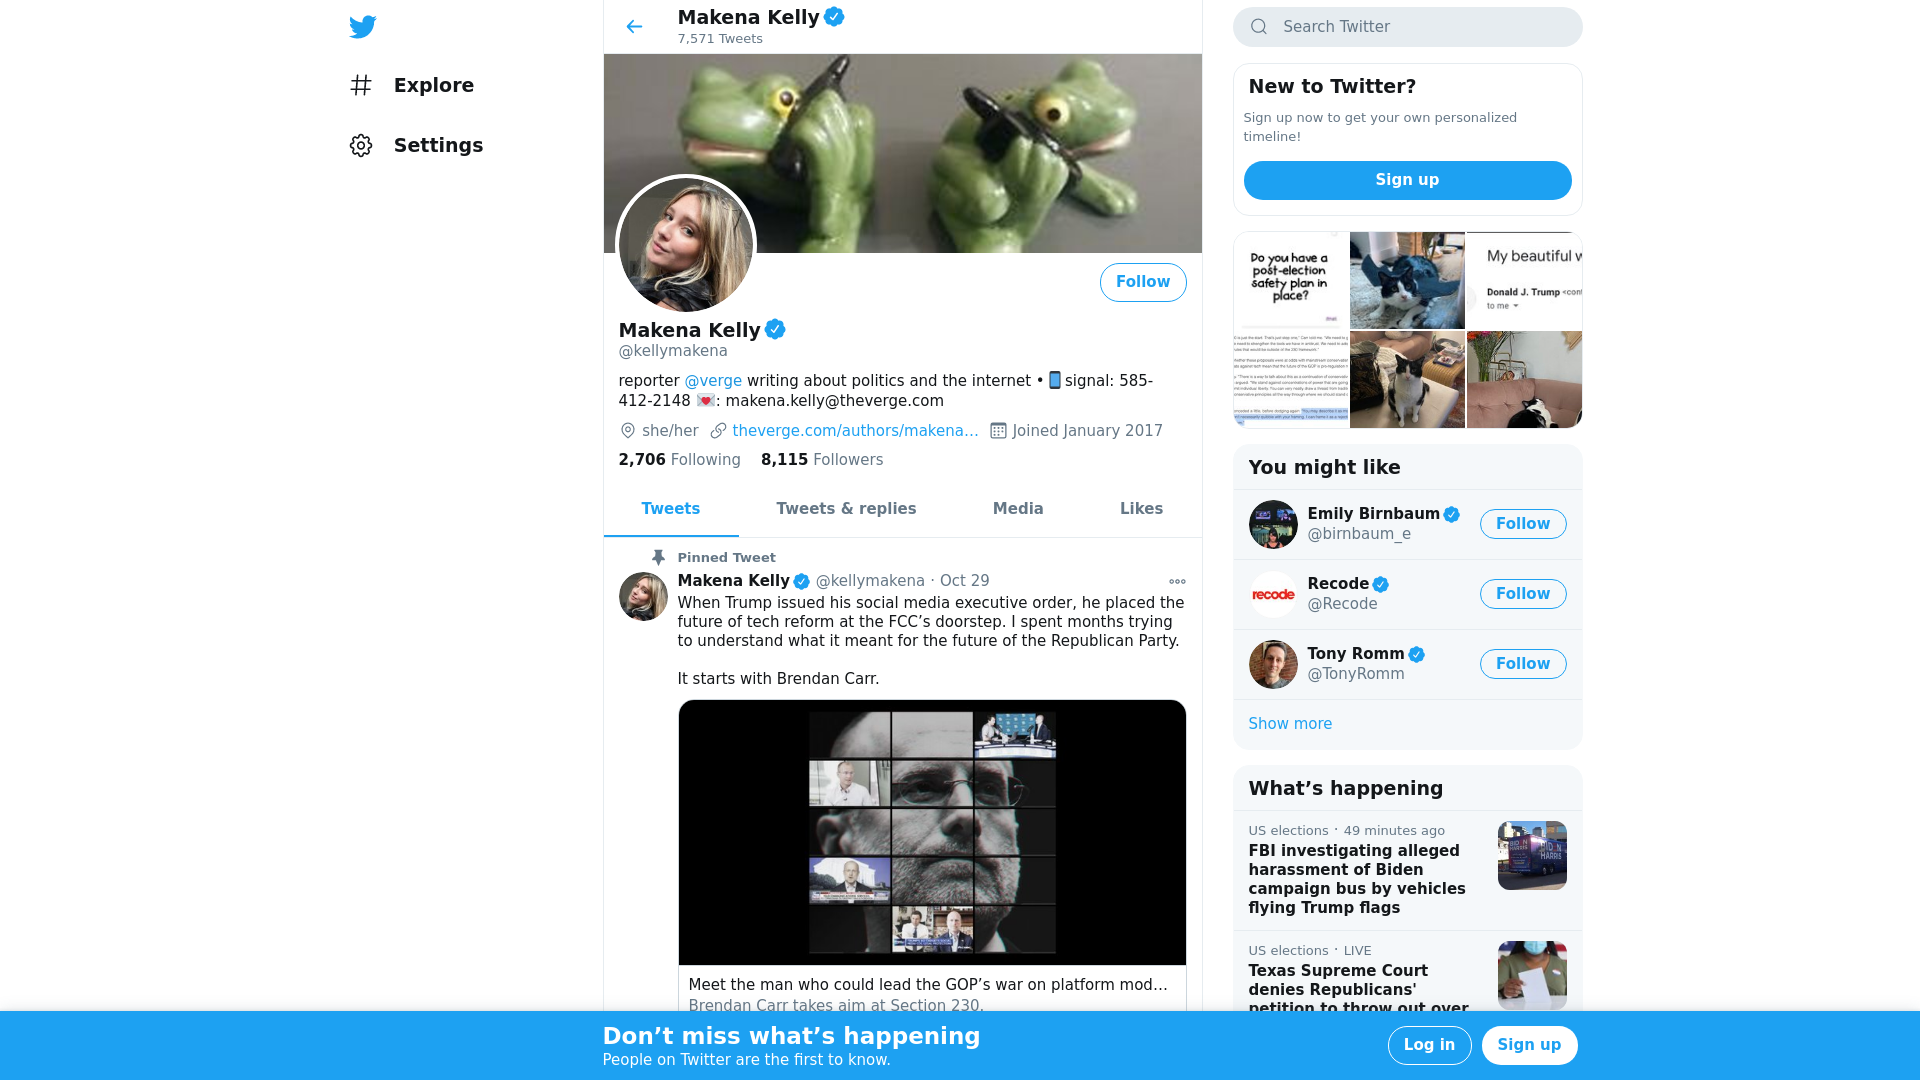 Makena Kelly
7,571 Tweets
Explore
Settings
Follow
Makena Kelly
@kellymakena
reporter @verge writing about politics and the internet • 📱signal: 585-
412-2148 💌: makena.kelly@theverge.com
she/her theverge.com/authors/makena… Joined January 2017
2,706 Following 8,115 Followers
Tweets Tweets & replies Media Likes
Pinned Tweet
Makena Kelly @kellymakena · Oct 29
When Trump issued his social media executive order, he placed the
future of tech reform at the FCC’s doorstep. I spent months trying
to understand what it meant for the future of the Republican Party.
It starts with Brendan Carr.
Meet the man who could lead the GOP’s war on platform mod…
Brendan Carr takes aim at Section 230.
Search Twitter
New to Twitter?
Sign up now to get your own personalized
timeline!
Sign up
Do you have a
post-election
safety plan in
place?
My beautiful w
Donald J. Trump <cont
to me
You might like
Emily Birnbaum
@birnbaum_e
Follow
recode
Recode
@Recode
Follow
Tony Romm
@TonyRomm
Follow
Show more
What’s happening
US elections · 49 minutes ago
FBI investigating alleged
harassment of Biden
campaign bus by vehicles
flying Trump flags
BIDEN
HARRIS
US elections · LIVE
Texas Supreme Court
denies Republicans'
petition to throw out over
Don’t miss what’s happening
People on Twitter are the first to know.
Log in
Sign up